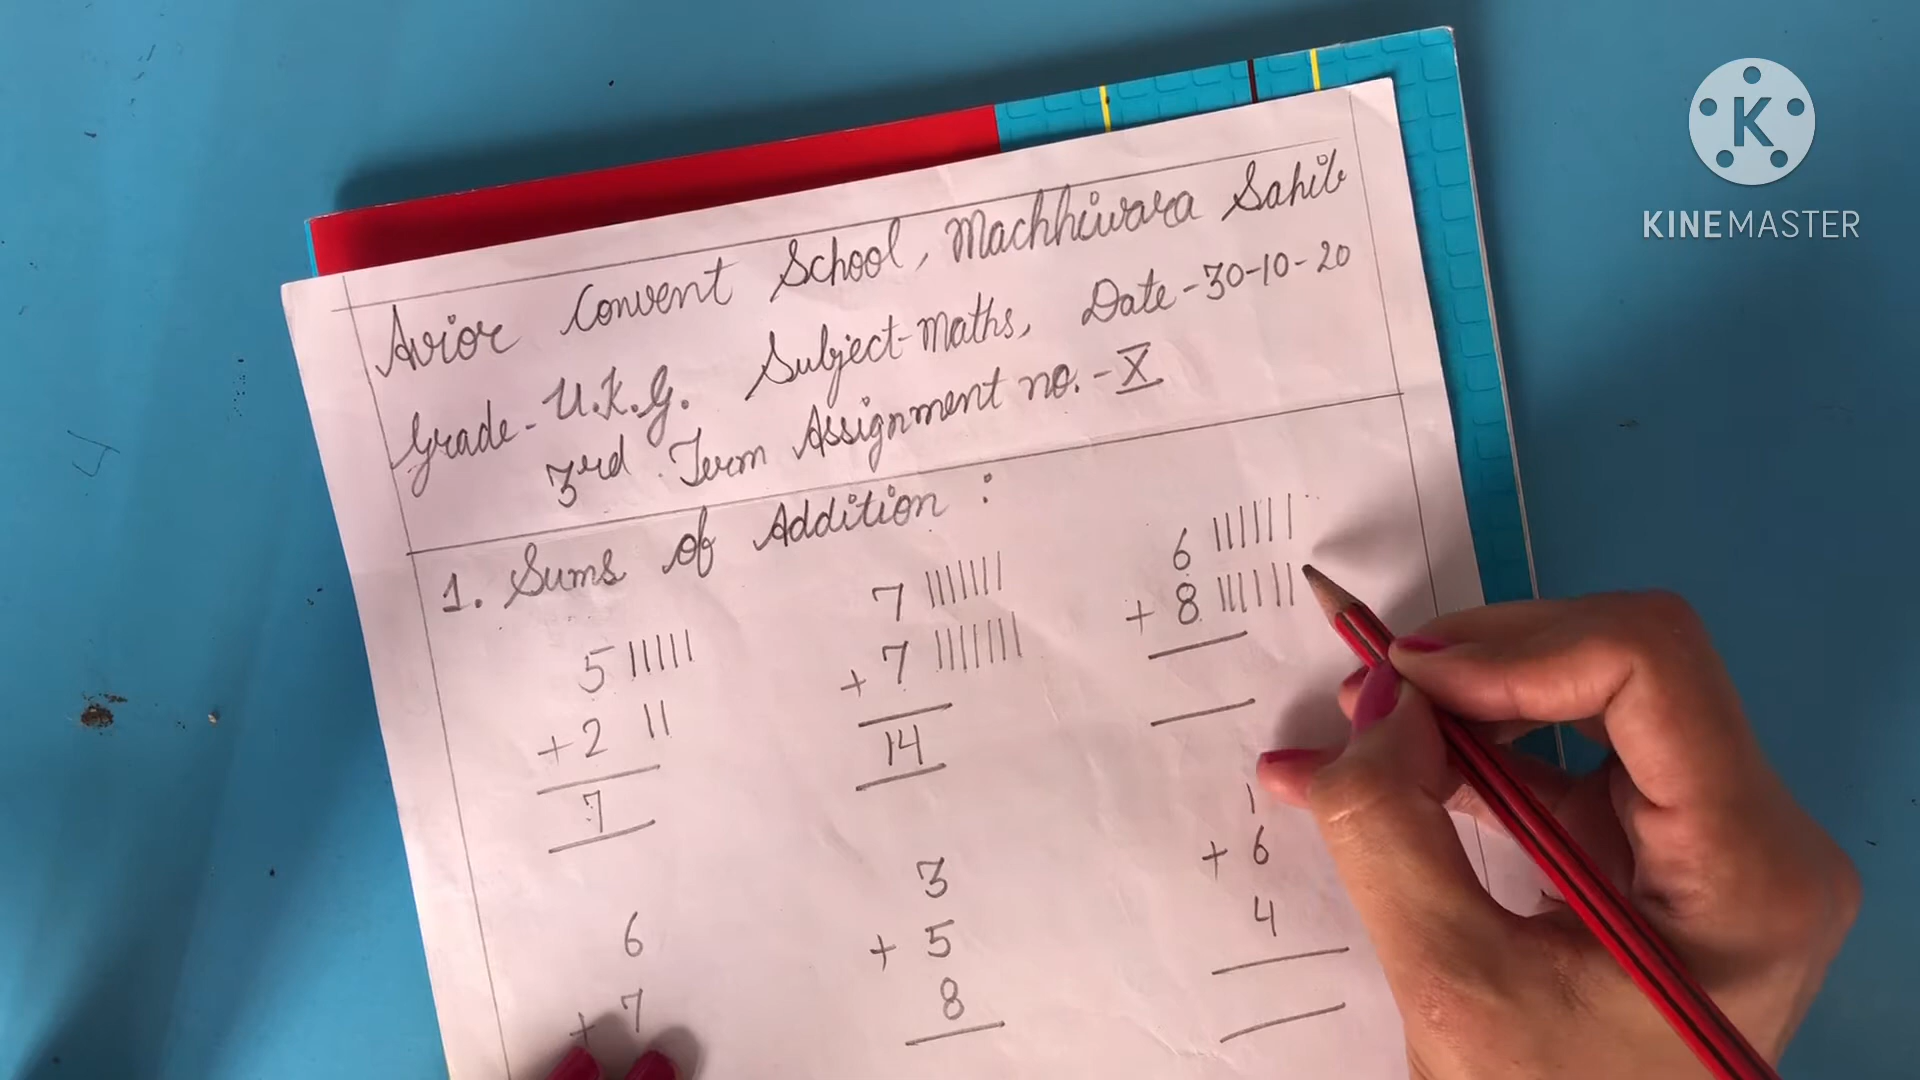 K
KINEMASTER
Avior Convent School, Machhiwara Sahib
Grade- U.K.G. Subject-Maths, Date-30-10-20
3rd Term Assignment no.- X
1. Sums of Addition :
5
+2
7
7
+7
14
6
+8
6
+7
3
+5
8
1
+6
4